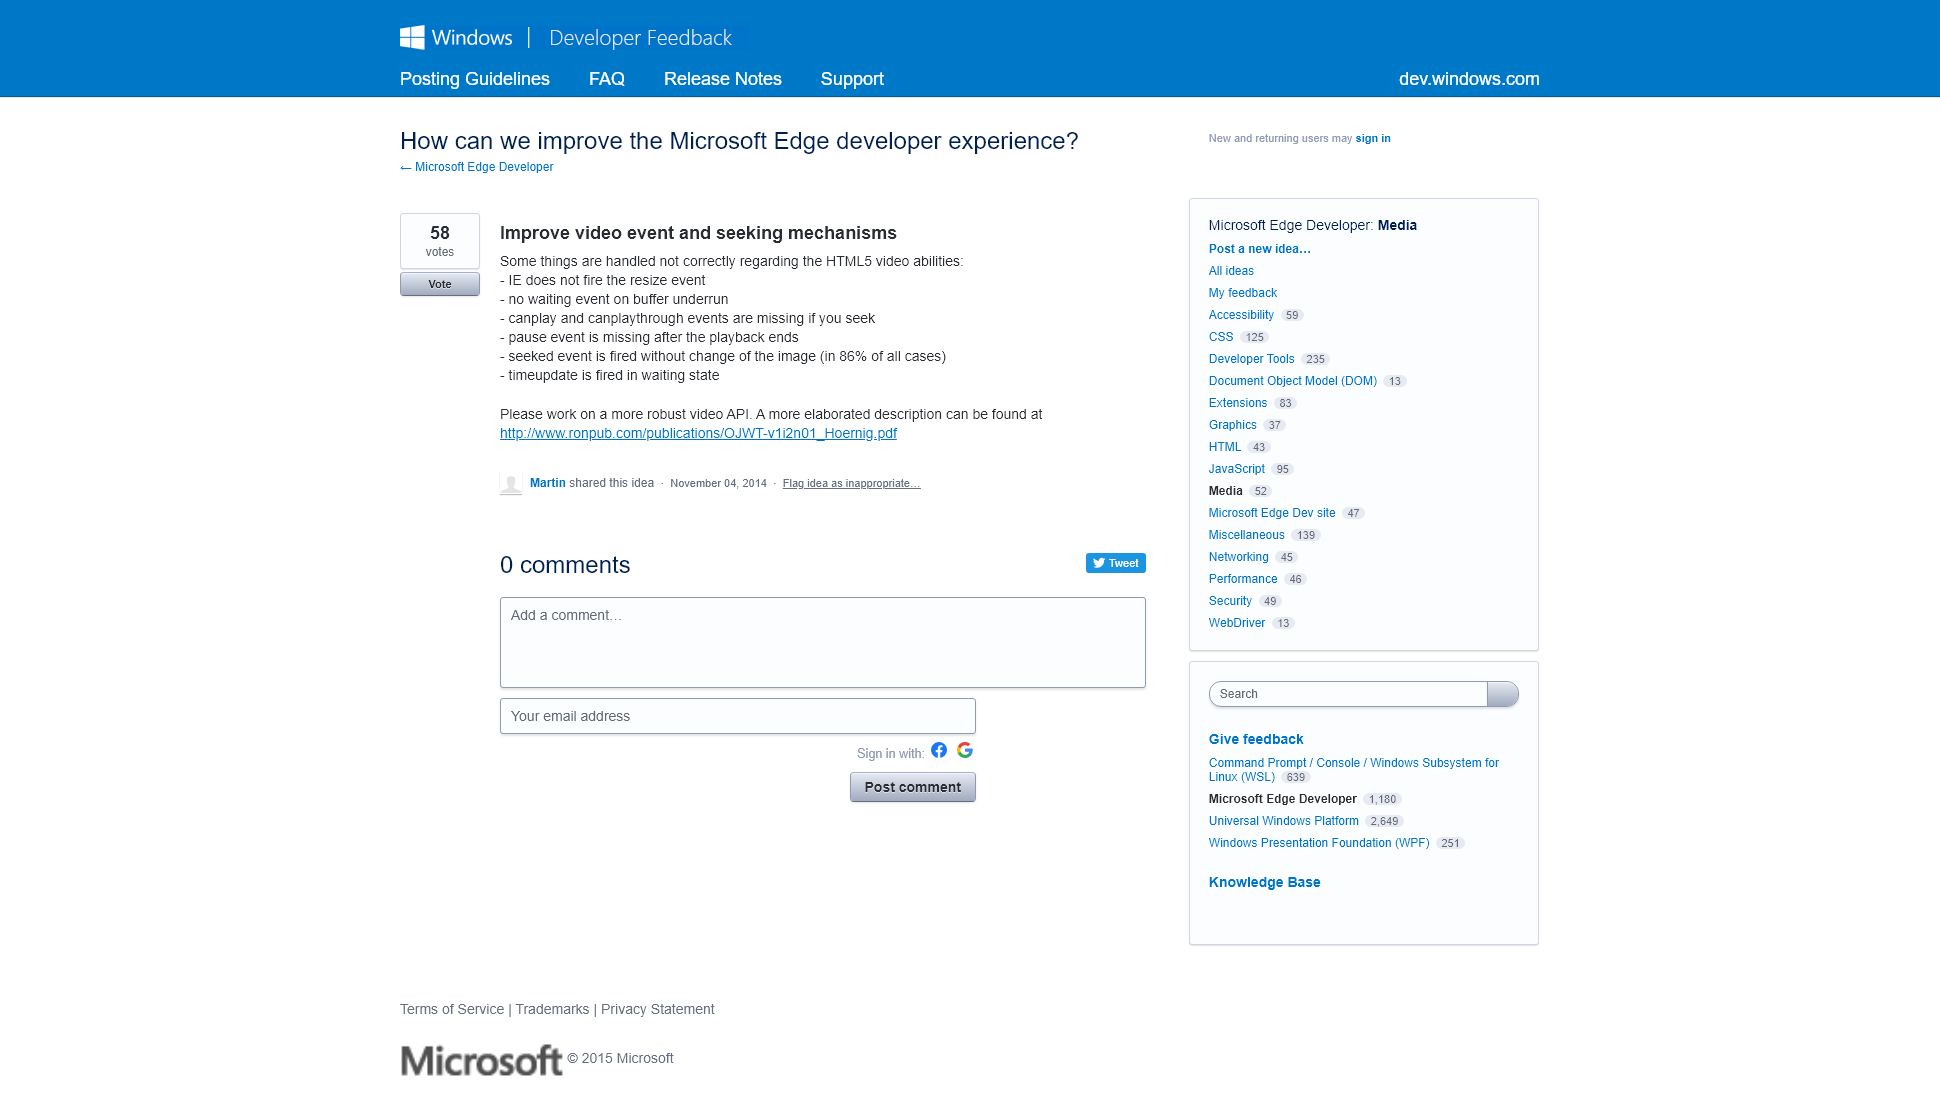 Windows | Developer Feedback
Posting Guidelines FAQ Release Notes Support dev.windows.com
How can we improve the Microsoft Edge developer experience?
← Microsoft Edge Developer
New and returning users may sign in
58
votes
Vote
Improve video event and seeking mechanisms
Some things are handled not correctly regarding the HTML5 video abilities:
- IE does not fire the resize event
- no waiting event on buffer underrun
- canplay and canplaythrough events are missing if you seek
- pause event is missing after the playback ends
- seeked event is fired without change of the image (in 86% of all cases)
- timeupdate is fired in waiting state
Please work on a more robust video API. A more elaborated description can be found at
http://www.ronpub.com/publications/OJWT-v1i2n01_Hoernig.pdf
Martin shared this idea · November 04, 2014 · Flag idea as inappropriate…
0 comments
Tweet
Add a comment…
Your email address
Sign in with:
Post comment
Microsoft Edge Developer: Media
Post a new idea…
All ideas
My feedback
Accessibility 59
CSS 125
Developer Tools 235
Document Object Model (DOM) 13
Extensions 83
Graphics 37
HTML 43
JavaScript 95
Media 52
Microsoft Edge Dev site 47
Miscellaneous 139
Networking 45
Performance 46
Security 49
WebDriver 13
Search
Give feedback
Command Prompt / Console / Windows Subsystem for
Linux (WSL) 639
Microsoft Edge Developer 1,180
Universal Windows Platform 2,649
Windows Presentation Foundation (WPF) 251
Knowledge Base
Terms of Service | Trademarks | Privacy Statement
Microsoft © 2015 Microsoft